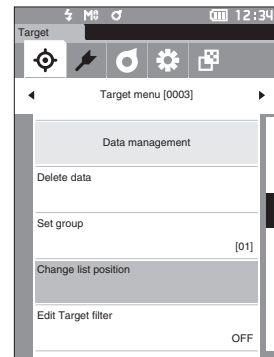 12:34
Target
Target menu [0003]
Data management
Delete data
Set group
[01]
Change list position
Edit Target filter
OFF